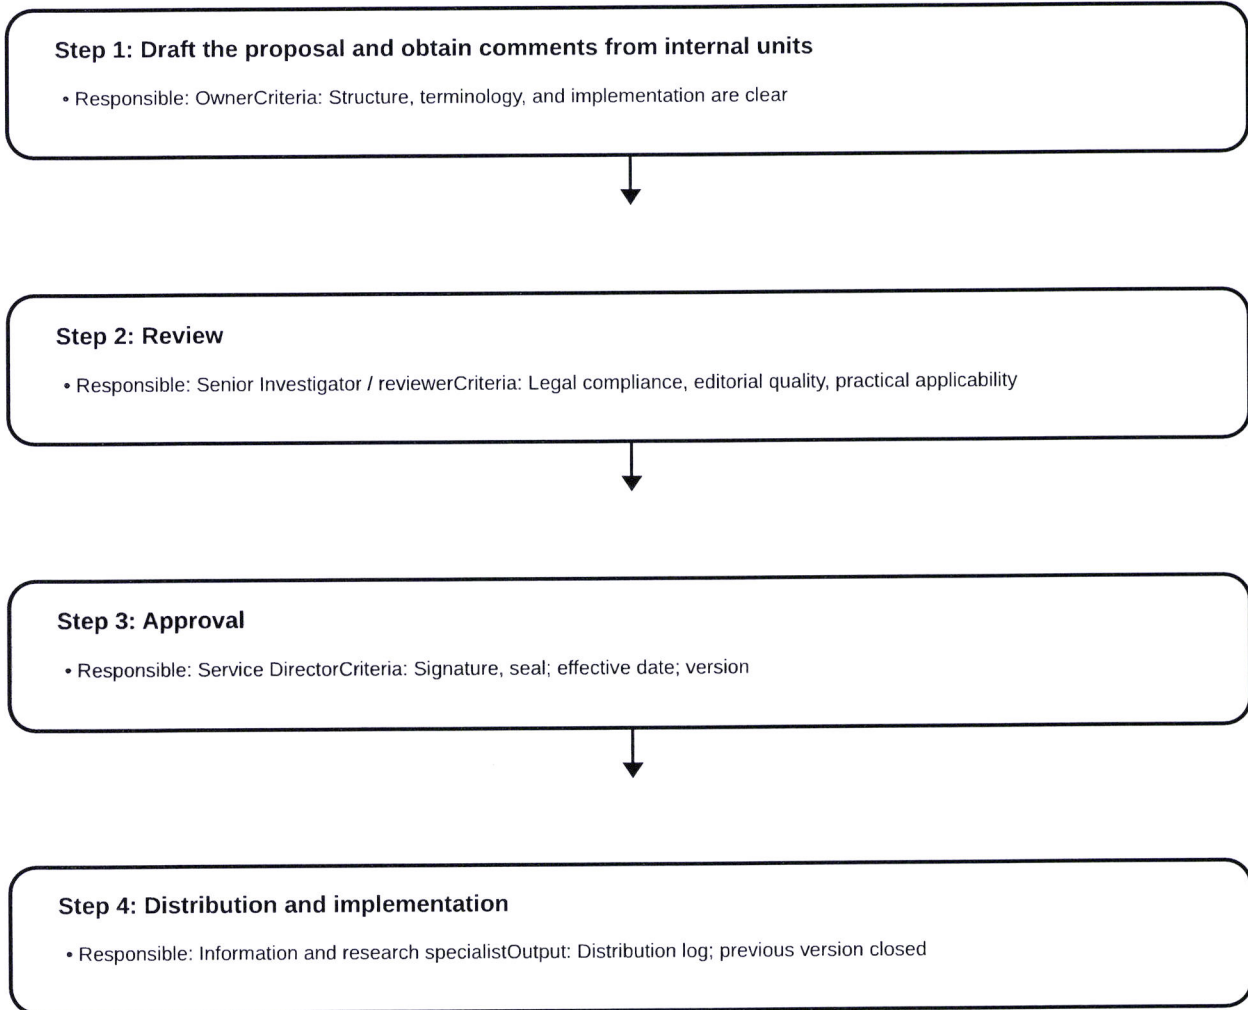 Step 1: Draft the proposal and obtain comments from internal units
• Responsible: OwnerCriteria: Structure, terminology, and implementation are clear
Step 2: Review
• Responsible: Senior Investigator / reviewerCriteria: Legal compliance, editorial quality, practical applicability
Step 3: Approval
• Responsible: Service DirectorCriteria: Signature, seal; effective date; version
Step 4: Distribution and implementation
• Responsible: Information and research specialistOutput: Distribution log; previous version closed